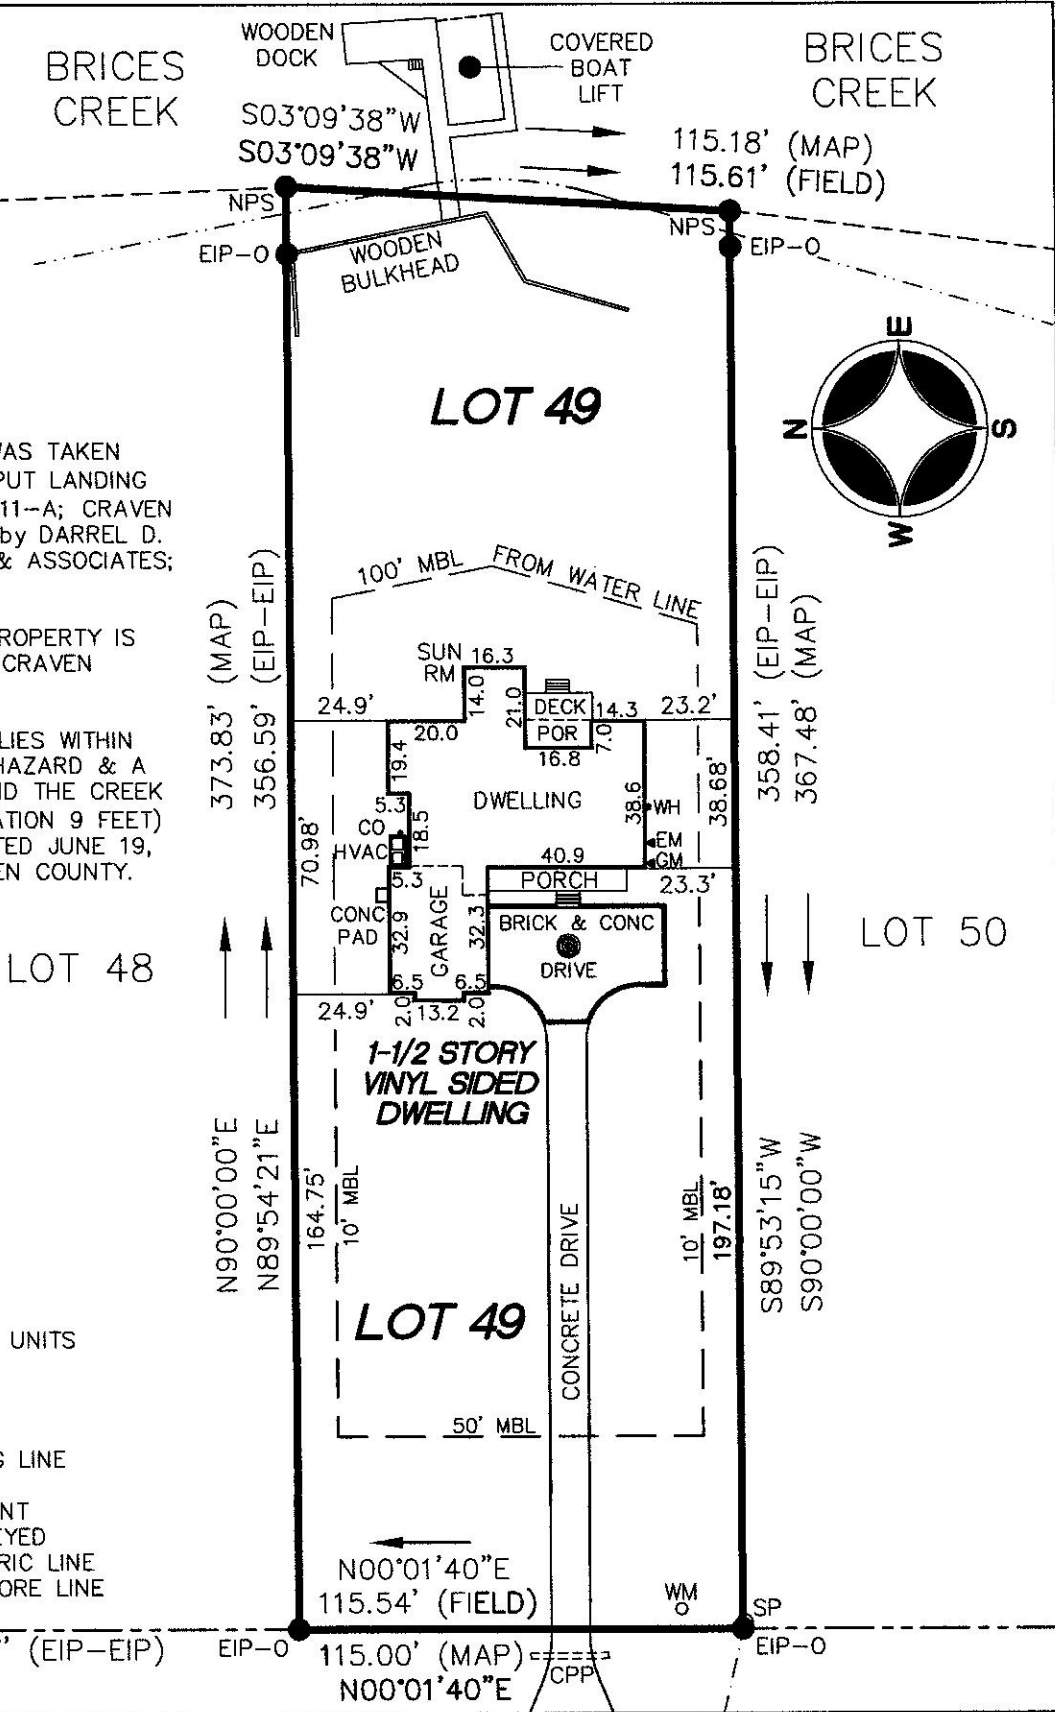 BRICES
CREEK
WOODEN
DOCK
COVERED
BOAT
LIFT
BRICES
CREEK
S03°09'38"W
S03°09'38"W
115.18' (MAP)
115.61' (FIELD)
NPS
NPS
EIP-O
EIP-O
WOODEN
BULKHEAD
LOT 49
E
N
S
W
WAS TAKEN
PUT LANDING
11-A; CRAVEN
by DARREL D.
& ASSOCIATES;
PROPERTY IS
CRAVEN
LIES WITHIN
HAZARD & A
ND THE CREEK
ATION 9 FEET)
TED JUNE 19,
EN COUNTY.
100' MBL FROM WATER LINE
373.83' (MAP)
356.59' (EIP-EIP)
358.41' (EIP-EIP)
367.48' (MAP)
SUN
RM
16.3
14.0
21.0
DECK
POR
14.3
7.0
16.8
24.9'
20.0
23.2'
19.4
5.3
18.5
DWELLING
38.6
38.68'
70.98'
CO
HVAC
WH
EM
GM
40.9
5.3
PORCH
23.3'
CONC
PAD
32.9
GARAGE
32.3
BRICK & CONC
DRIVE
LOT 48
LOT 50
6.5
6.5
24.9'
2.0
13.2
2.0
1-1/2 STORY
VINYL SIDED
DWELLING
N90°00'00"E
N89°54'21"E
164.75'
10' MBL
CONCRETE DRIVE
10' MBL
197.18'
S89°53'15"W
S90°00'00"W
LOT 49
UNITS
50' MBL
G LINE
NT
EYED
RIC LINE
ORE LINE
N00°01'40"E
115.54' (FIELD)
WM
SP
' (EIP-EIP)
EIP-O
EIP-O
115.00' (MAP)
N00°01'40"E
CPP